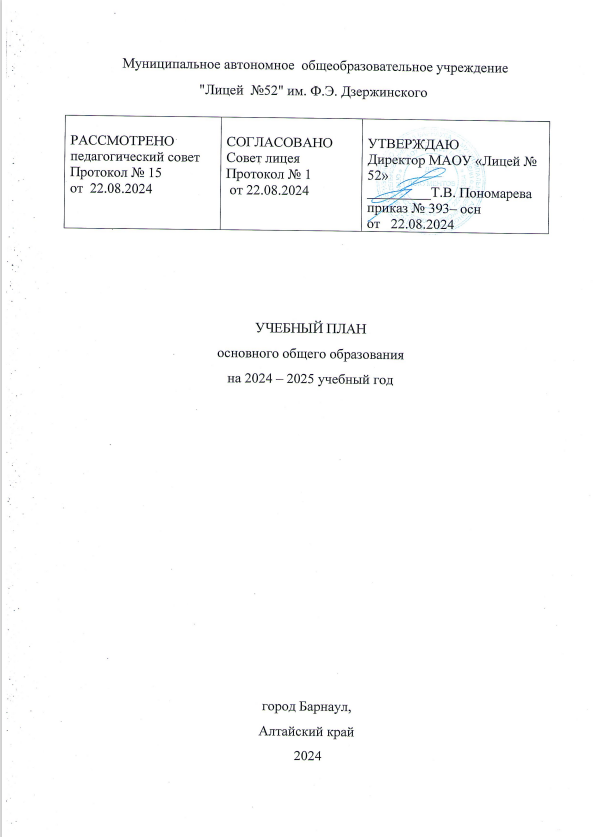 Муниципальное автономное общеобразовательное учреждение
"Лицей №52" им. Ф.Э. Дзержинского
РАССМОТРЕНО
педагогический совет
Протокол № 15
от 22.08.2024
СОГЛАСОВАНО
Совет лицея
Протокол № 1
от 22.08.2024
УТВЕРЖДАЮ
Директор МАОУ «Лицей №
52»
__________Т.В. Пономарева
приказ № 393– осн
от 22.08.2024
УЧЕБНЫЙ ПЛАН
основного общего образования
на 2024 – 2025 учебный год
город Барнаул,
Алтайский край
2024